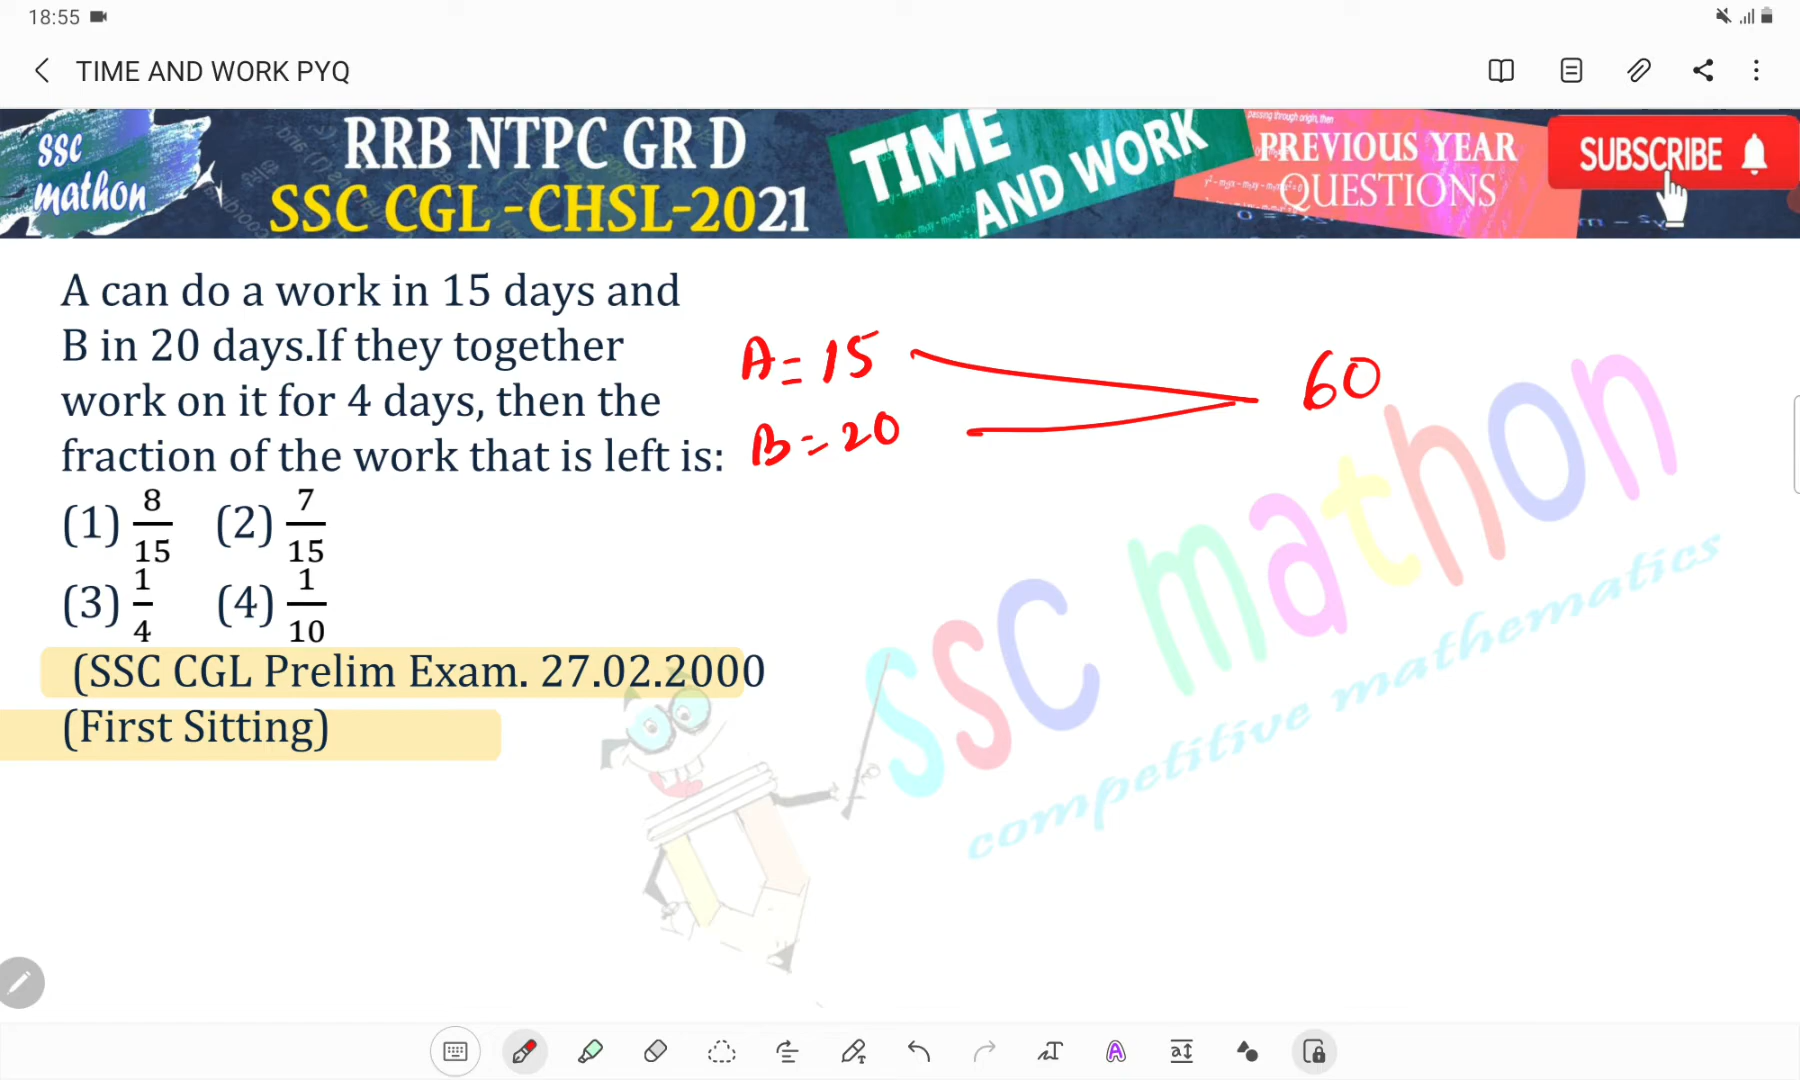 18:55
TIME AND WORK PYQ
SSC
mathon
RRB NTPC GR D
SSC CGL -CHSL-2021
TIME
AND WORK
passing through origin, then
PREVIOUS YEAR
QUESTIONS
SUBSCRIBE
A can do a work in 15 days and
B in 20 days.If they together
work on it for 4 days, then the
fraction of the work that is left is:
(1) 8/15 (2) 7/15
(3) 1/4 (4) 1/10
(SSC CGL Prelim Exam. 27.02.2000
(First Sitting)
A = 15
B = 20
60
SSC mathon
competitive mathematics